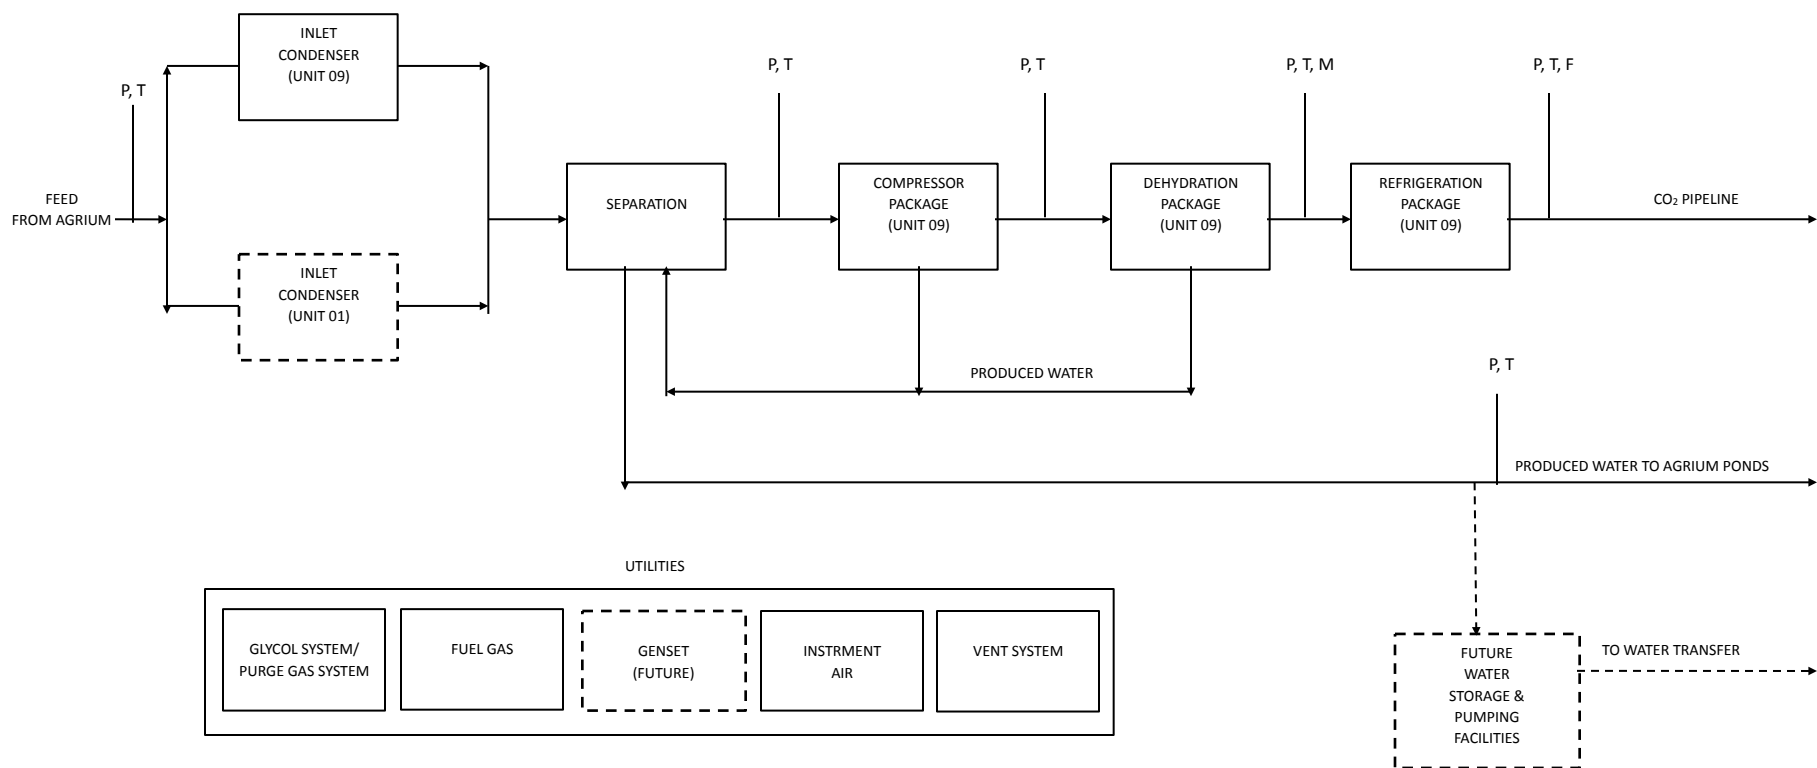 INLET
CONDENSER
(UNIT 09)
P, T
P, T
P, T
P, T, M
P, T, F
FEED
FROM AGRIUM
SEPARATION
COMPRESSOR
PACKAGE
(UNIT 09)
DEHYDRATION
PACKAGE
(UNIT 09)
REFRIGERATION
PACKAGE
(UNIT 09)
CO₂ PIPELINE
INLET
CONDENSER
(UNIT 01)
PRODUCED WATER
P, T
PRODUCED WATER TO AGRIUM PONDS
UTILITIES
GLYCOL SYSTEM/
PURGE GAS SYSTEM
FUEL GAS
GENSET
(FUTURE)
INSTRMENT
AIR
VENT SYSTEM
FUTURE
WATER
STORAGE &
PUMPING
FACILITIES
TO WATER TRANSFER